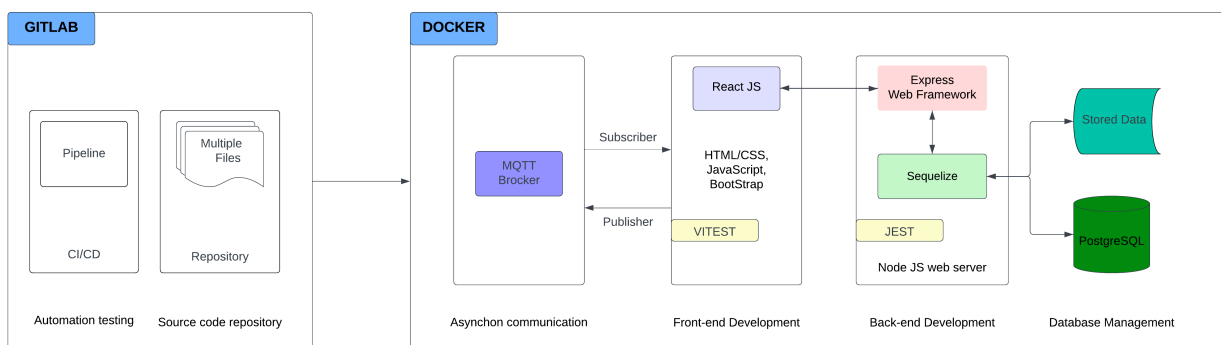 GITLAB
Pipeline
CI/CD
Multiple
Files
Repository
Automation testing
Source code repository
DOCKER
MQTT
Brocker
Subscriber
Publisher
React JS
HTML/CSS,
JavaScript,
BootStrap
VITEST
Express
Web Framework
Sequelize
JEST
Node JS web server
Stored Data
PostgreSQL
Asynchon communication
Front-end Development
Back-end Development
Database Management